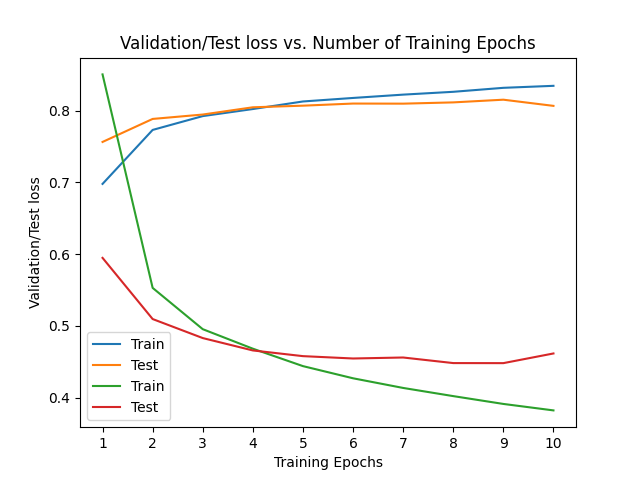 Validation/Test loss vs. Number of Training Epochs
Validation/Test loss
0.8
0.7
0.6
0.5
0.4
Train
Test
Train
Test
1 2 3 4 5 6 7 8 9 10
Training Epochs